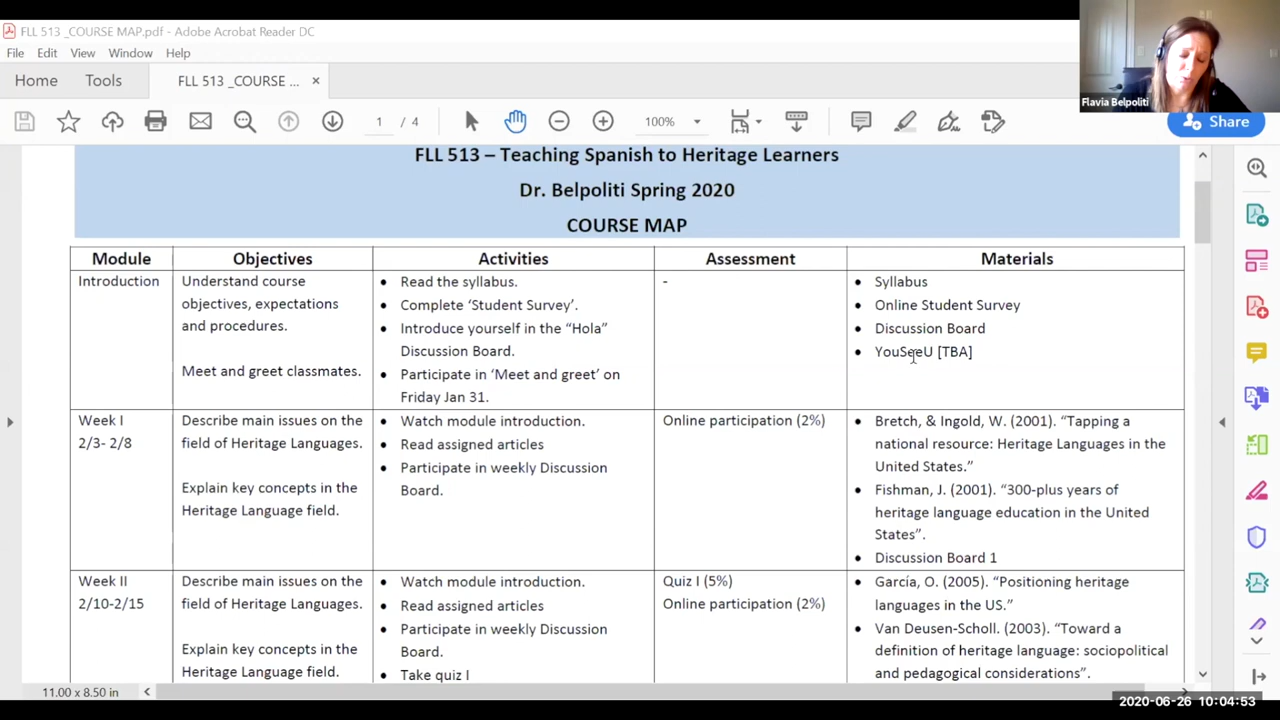 FLL 513 _COURSE MAP.pdf - Adobe Acrobat Reader DC
File Edit View Window Help
Home Tools FLL 513 _COURSE ... ×
1 / 4 100% Share
Flavia Belpoliti
FLL 513 – Teaching Spanish to Heritage Learners
Dr. Belpoliti Spring 2020
COURSE MAP
Module Objectives Activities Assessment Materials
Introduction
Understand course
objectives, expectations
and procedures.
Meet and greet classmates.
• Read the syllabus.
• Complete ‘Student Survey’.
• Introduce yourself in the “Hola”
Discussion Board.
• Participate in ‘Meet and greet’ on
Friday Jan 31.
-
• Syllabus
• Online Student Survey
• Discussion Board
• YouSeeU [TBA]
Week I
2/3- 2/8
Describe main issues on the
field of Heritage Languages.
Explain key concepts in the
Heritage Language field.
• Watch module introduction.
• Read assigned articles
• Participate in weekly Discussion
Board.
Online participation (2%)
• Bretch, & Ingold, W. (2001). “Tapping a
national resource: Heritage Languages in the
United States.”
• Fishman, J. (2001). “300-plus years of
heritage language education in the United
States”.
• Discussion Board 1
Week II
2/10-2/15
Describe main issues on the
field of Heritage Languages.
Explain key concepts in the
Heritage Language field.
• Watch module introduction.
• Read assigned articles
• Participate in weekly Discussion
Board.
• Take quiz I
Quiz I (5%)
Online participation (2%)
• García, O. (2005). “Positioning heritage
languages in the US.”
• Van Deusen-Scholl. (2003). “Toward a
definition of heritage language: sociopolitical
and pedagogical considerations”.
11.00 x 8.50 in
2020-06-26 10:04:53